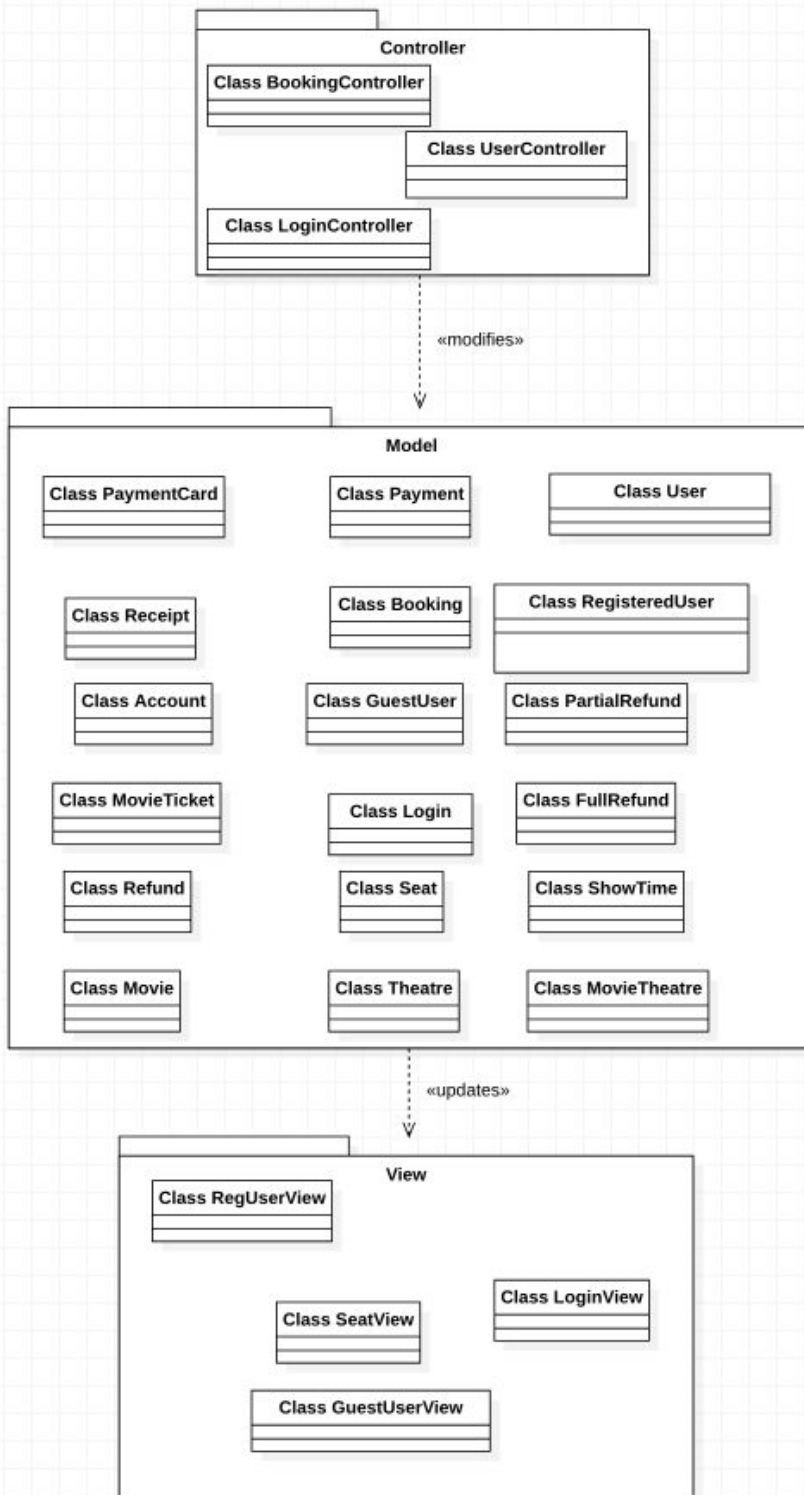 Controller
Class BookingController
Class UserController
Class LoginController
«modifies»
Model
Class PaymentCard
Class Payment
Class User
Class Receipt
Class Booking
Class RegisteredUser
Class Account
Class GuestUser
Class PartialRefund
Class MovieTicket
Class Login
Class FullRefund
Class Refund
Class Seat
Class ShowTime
Class Movie
Class Theatre
Class MovieTheatre
«updates»
View
Class RegUserView
Class LoginView
Class SeatView
Class GuestUserView